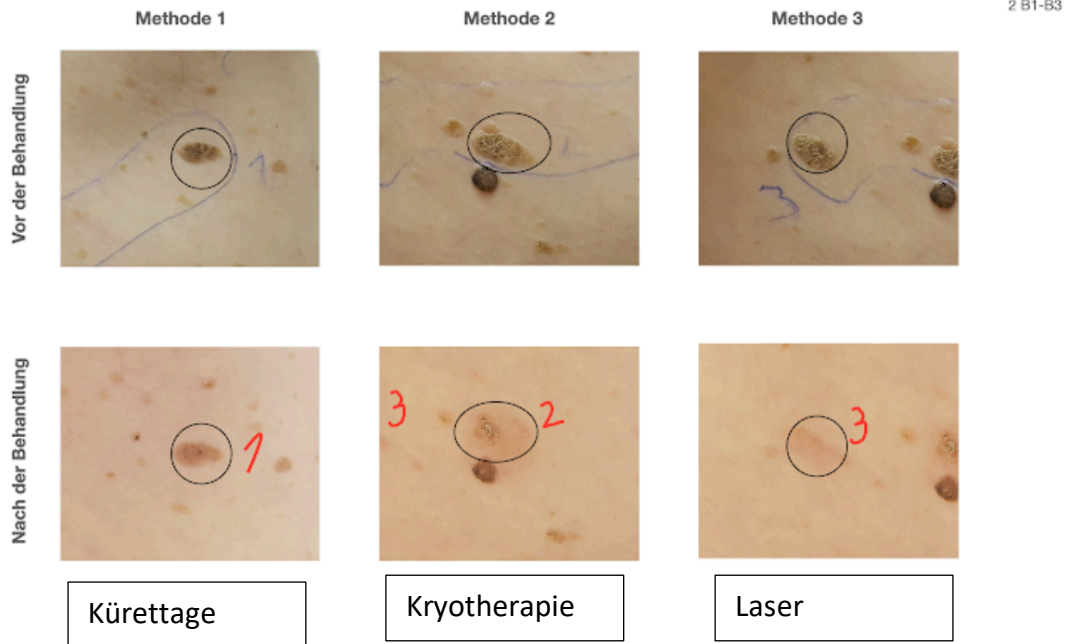 Methode 1
Methode 2
Methode 3
2 B1-B3
Vor der Behandlung
1
3
Nach der Behandlung
1
3
2
3
Kürettage
Kryotherapie
Laser